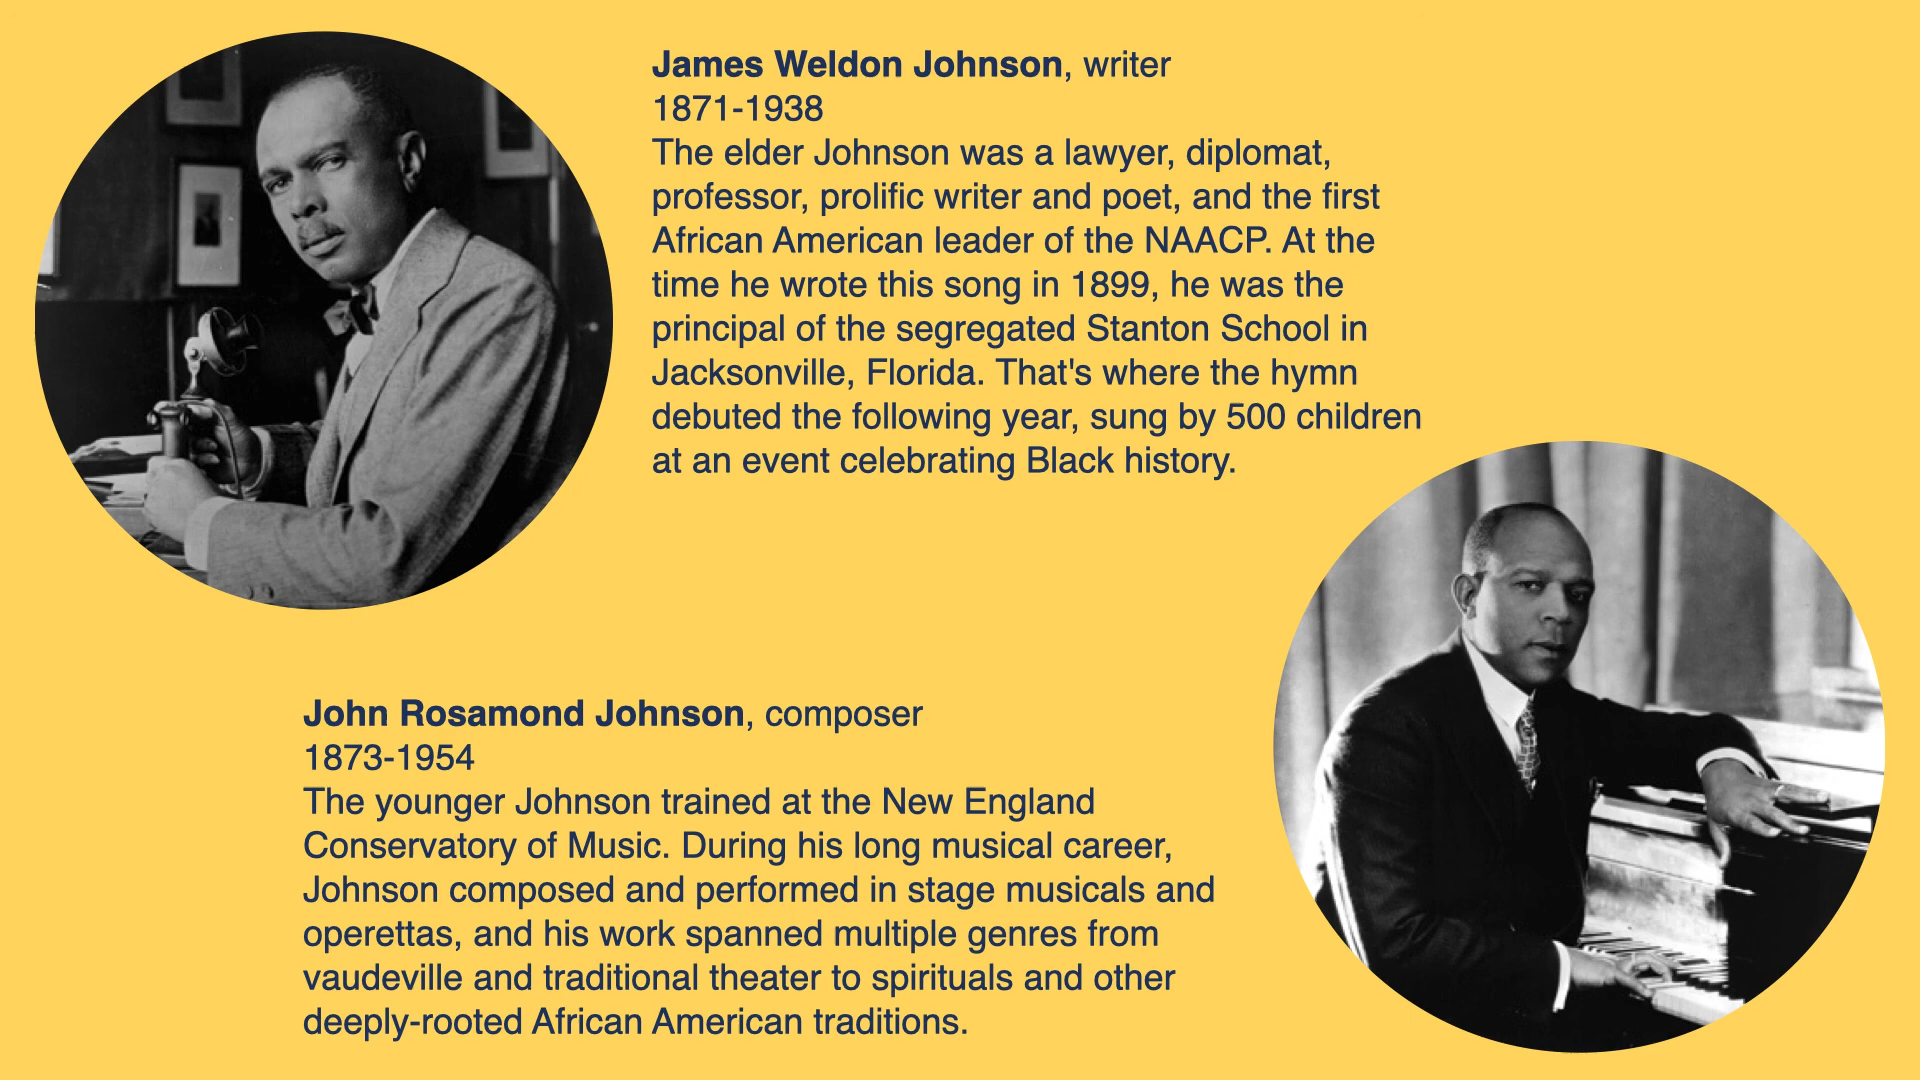 James Weldon Johnson, writer
1871-1938
The elder Johnson was a lawyer, diplomat,
professor, prolific writer and poet, and the first
African American leader of the NAACP. At the
time he wrote this song in 1899, he was the
principal of the segregated Stanton School in
Jacksonville, Florida. That's where the hymn
debuted the following year, sung by 500 children
at an event celebrating Black history.
John Rosamond Johnson, composer
1873-1954
The younger Johnson trained at the New England
Conservatory of Music. During his long musical career,
Johnson composed and performed in stage musicals and
operettas, and his work spanned multiple genres from
vaudeville and traditional theater to spirituals and other
deeply-rooted African American traditions.